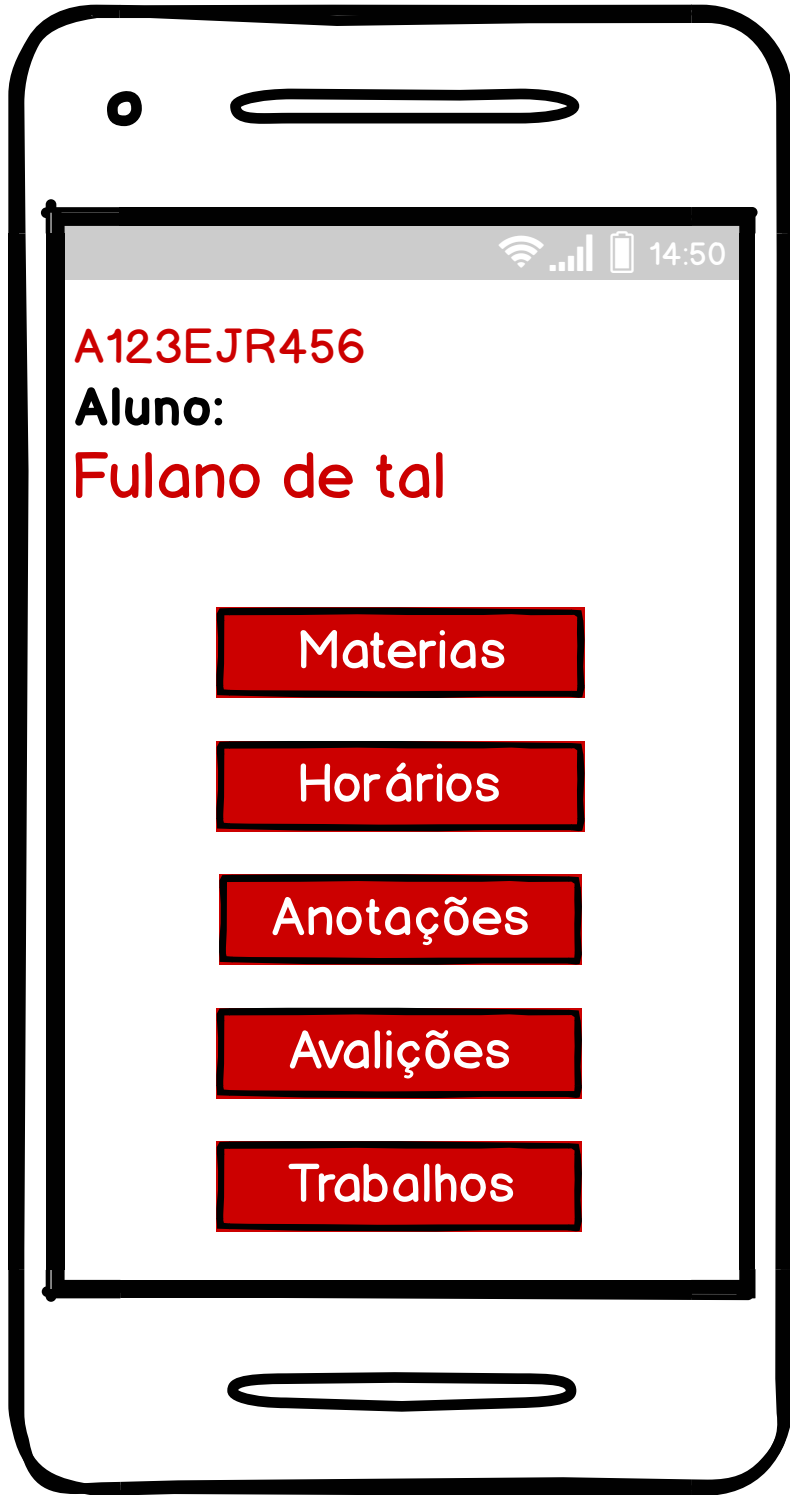 14:50
A123EJR456
Aluno:
Fulano de tal
Materias
Horários
Anotações
Avalições
Trabalhos